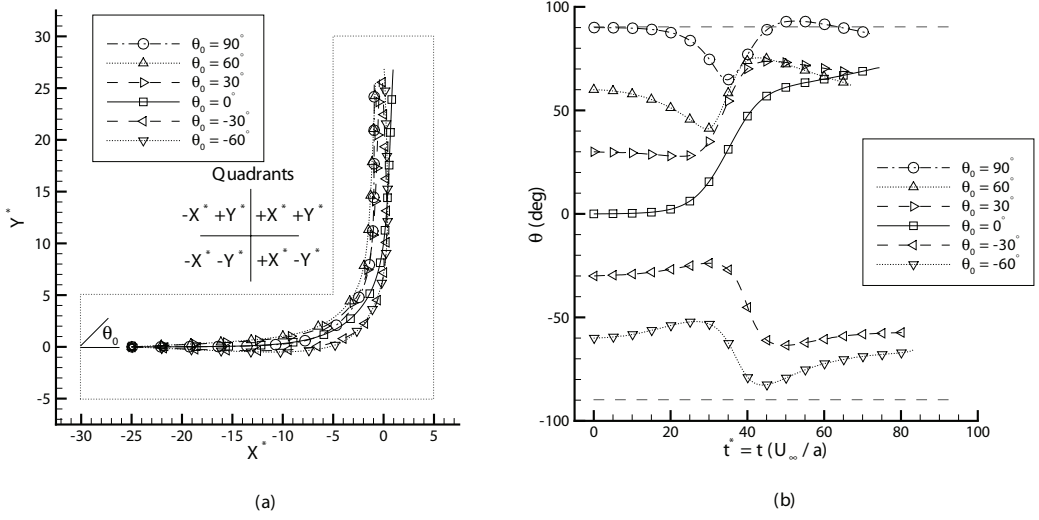 30
25
20
15
10
5
0
-5
Y*
θ₀ = 90°
θ₀ = 60°
θ₀ = 30°
θ₀ = 0°
θ₀ = -30°
θ₀ = -60°
Quadrants
-X* +Y* +X* +Y*
-X* -Y* +X* -Y*
θ₀
-30 -25 -20 -15 -10 -5 0 5
X*
(a)
100
50
0
-50
-100
θ (deg)
θ₀ = 90°
θ₀ = 60°
θ₀ = 30°
θ₀ = 0°
θ₀ = -30°
θ₀ = -60°
0 20 40 60 80 100
t* = t (U∞ / a)
(b)